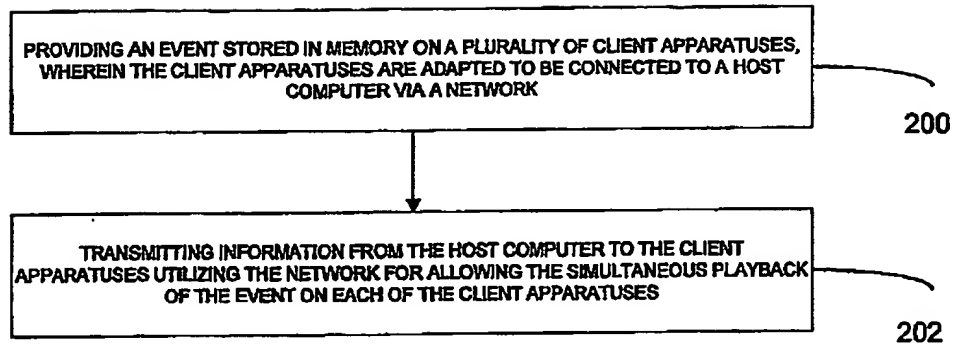 PROVIDING AN EVENT STORED IN MEMORY ON A PLURALITY OF CLIENT APPARATUSES,
WHEREIN THE CLIENT APPARATUSES ARE ADAPTED TO BE CONNECTED TO A HOST
COMPUTER VIA A NETWORK
200
TRANSMITTING INFORMATION FROM THE HOST COMPUTER TO THE CLIENT
APPARATUSES UTILIZING THE NETWORK FOR ALLOWING THE SIMULTANEOUS PLAYBACK
OF THE EVENT ON EACH OF THE CLIENT APPARATUSES
202